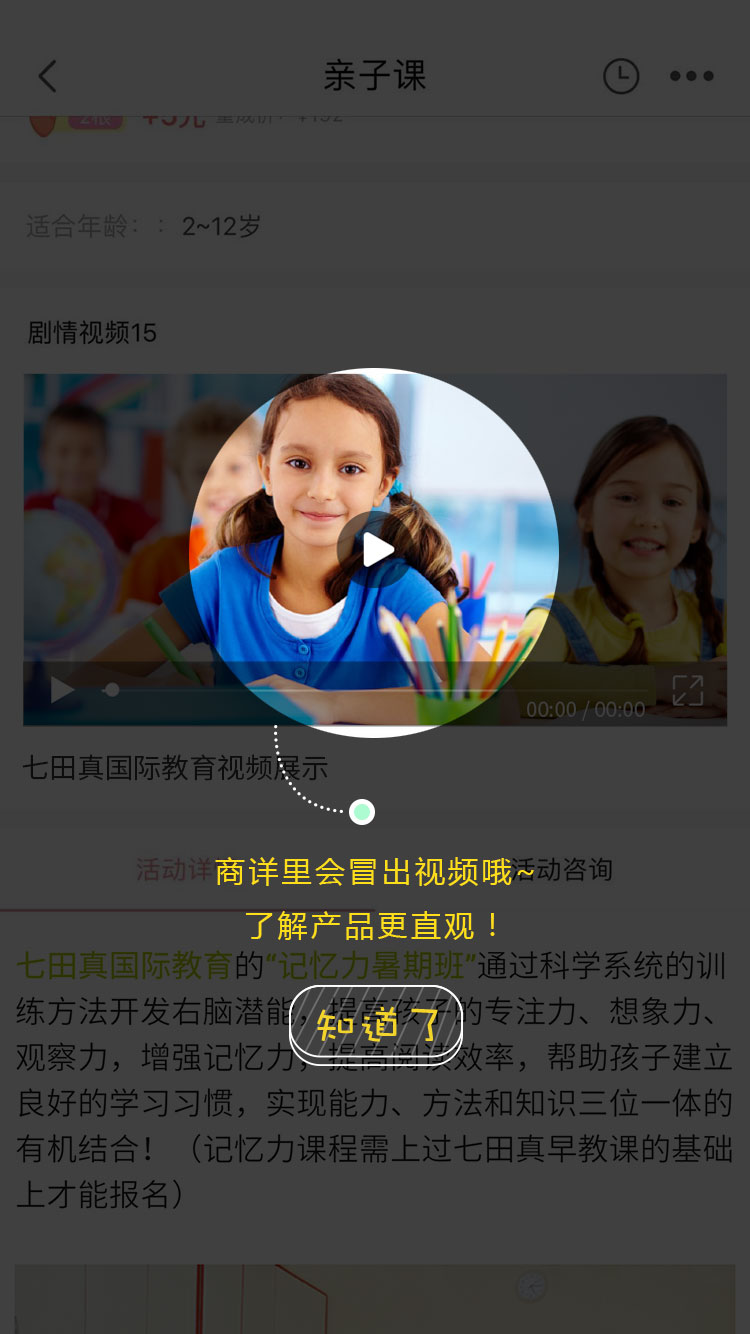 亲子课
适合年龄：：2~12岁
剧情视频15
00:00 / 00:00
七田真国际教育视频展示
活动详
活动咨询
商详里会冒出视频哦~
了解产品更直观！
知道了
七田真国际教育的“记忆力暑期班”通过科学系统的训
练方法开发右脑潜能，提高孩子的专注力、想象力、
观察力，增强记忆力，提高阅读效率，帮助孩子建立
良好的学习习惯，实现能力、方法和知识三位一体的
有机结合！（记忆力课程需上过七田真早教课的基础
上才能报名）